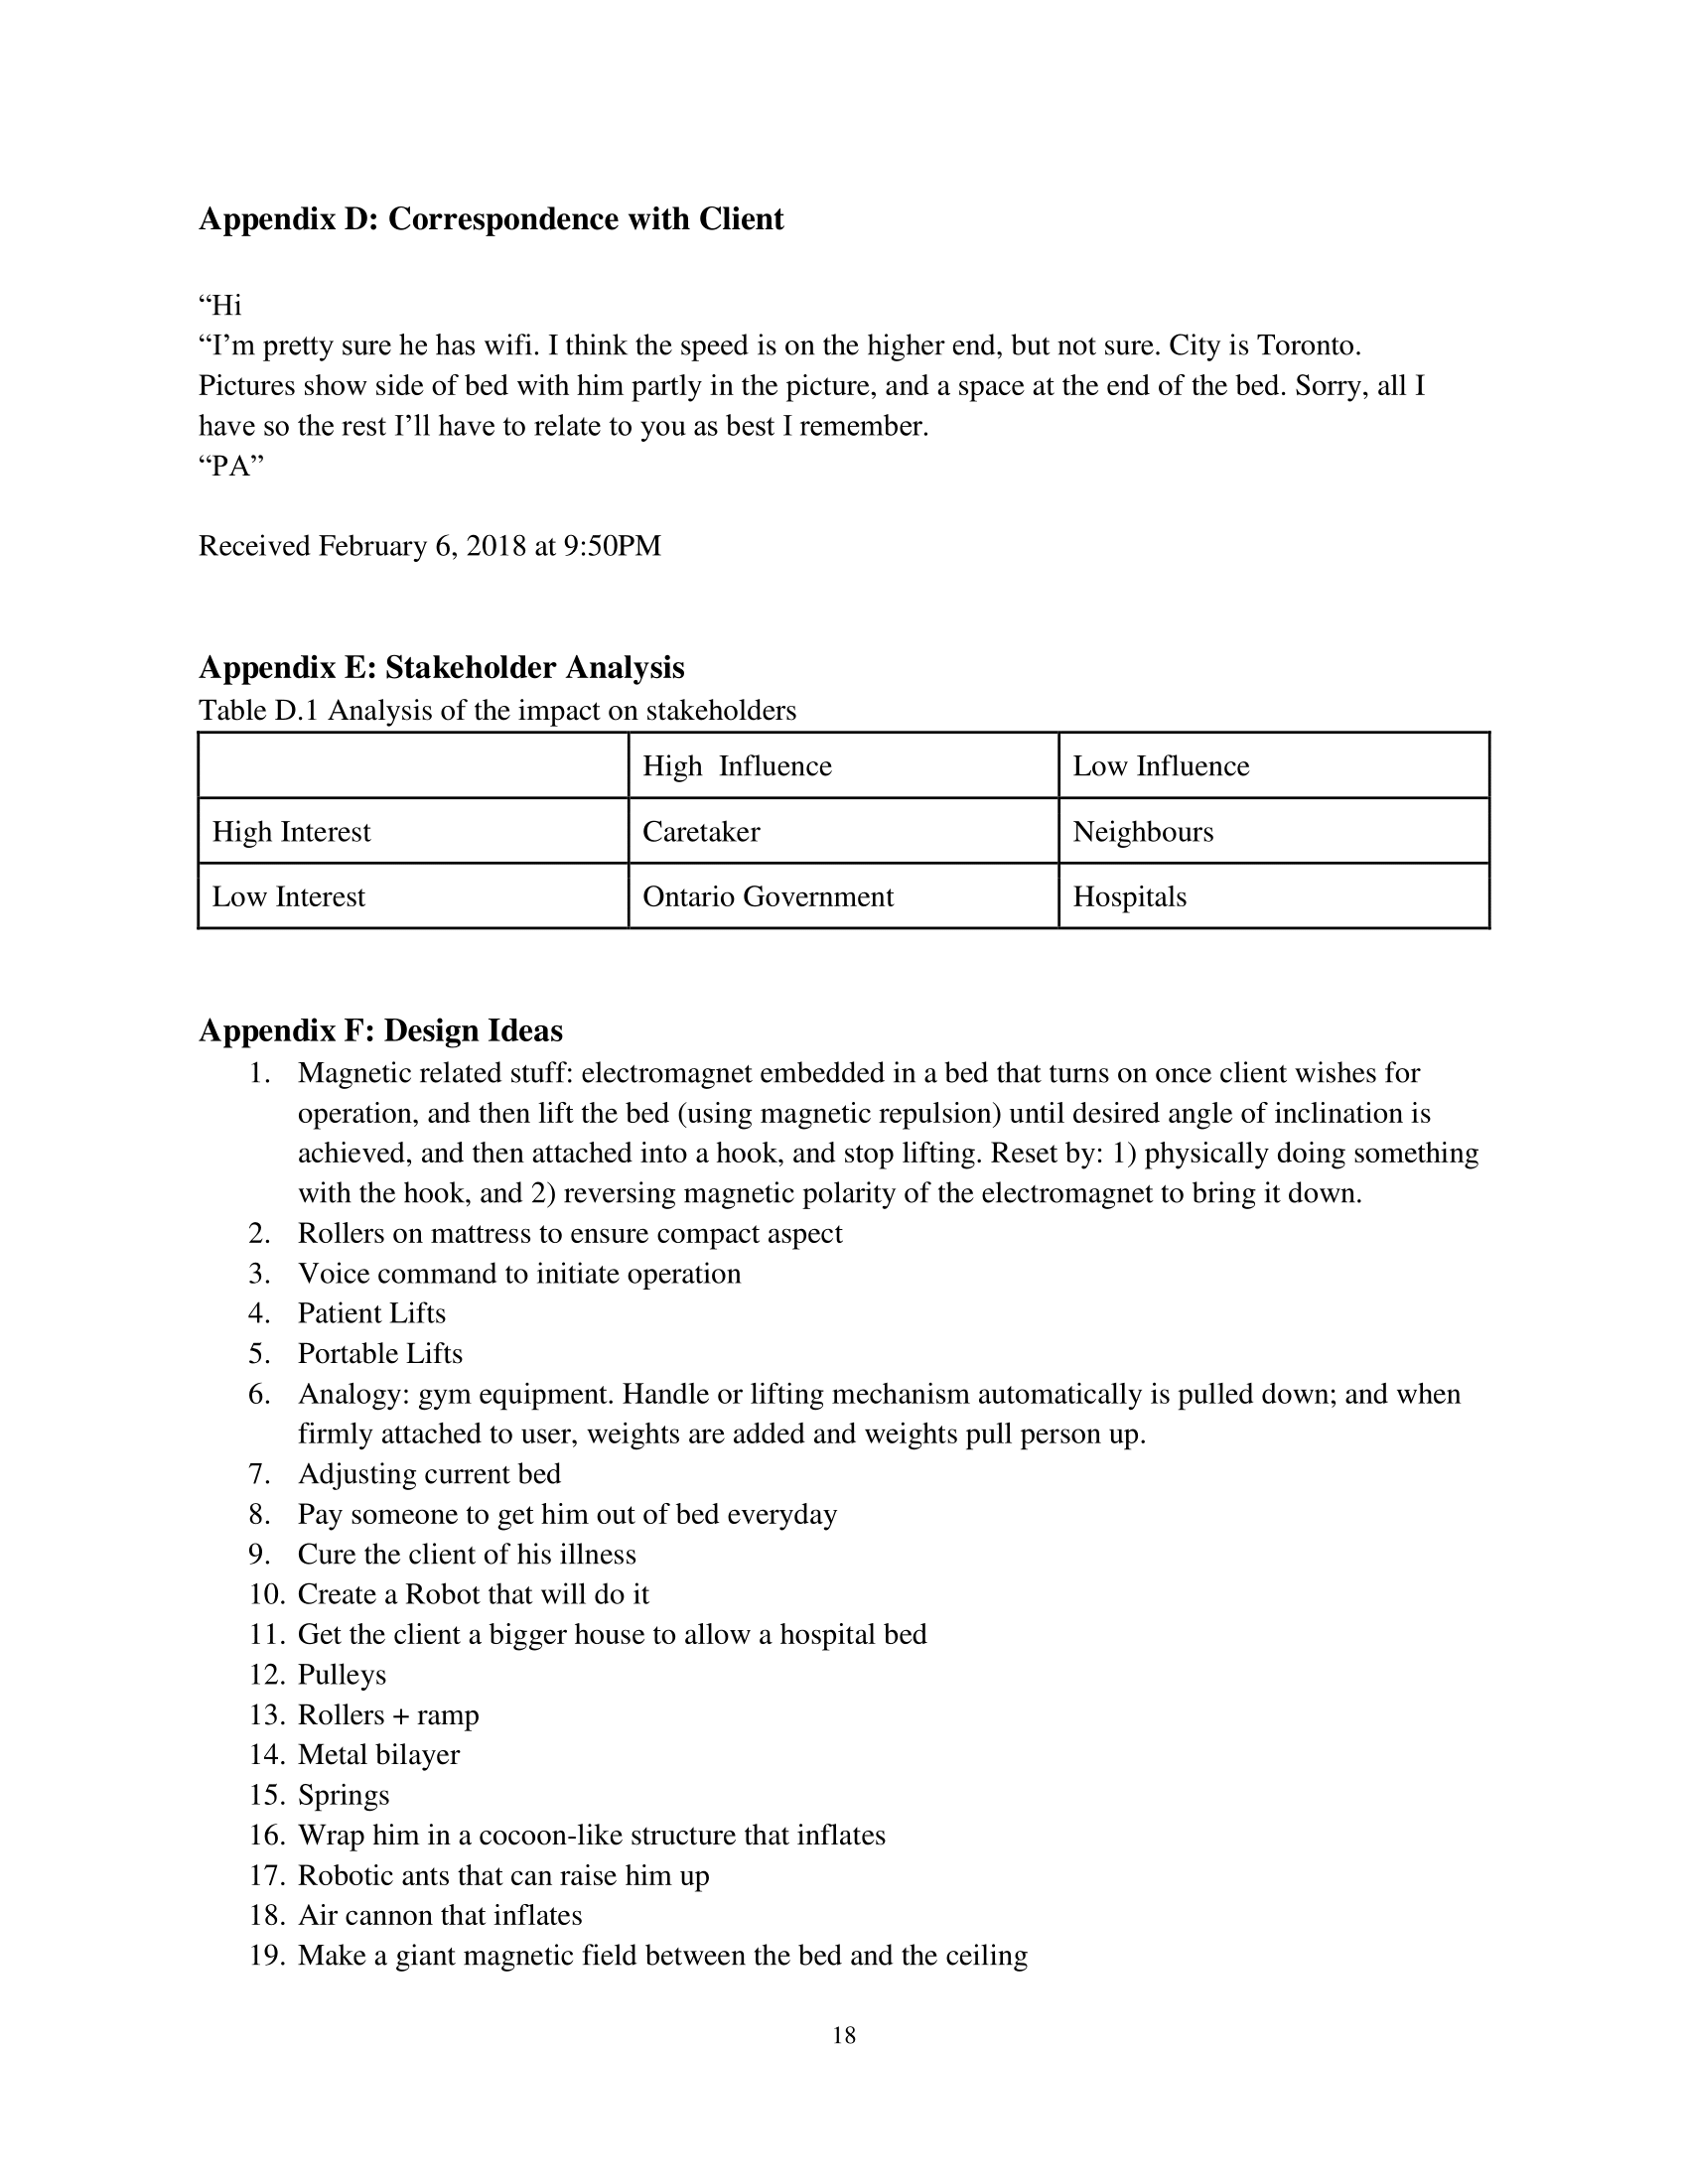 Appendix D: Correspondence with Client
“Hi
“I’m pretty sure he has wifi. I think the speed is on the higher end, but not sure. City is Toronto.
Pictures show side of bed with him partly in the picture, and a space at the end of the bed. Sorry, all I
have so the rest I’ll have to relate to you as best I remember.
“PA”
Received February 6, 2018 at 9:50PM
Appendix E: Stakeholder Analysis
Table D.1 Analysis of the impact on stakeholders
High  Influence Low Influence
High Interest Caretaker Neighbours
Low Interest Ontario Government Hospitals
Appendix F: Design Ideas
1. Magnetic related stuff: electromagnet embedded in a bed that turns on once client wishes for
operation, and then lift the bed (using magnetic repulsion) until desired angle of inclination is
achieved, and then attached into a hook, and stop lifting. Reset by: 1) physically doing something
with the hook, and 2) reversing magnetic polarity of the electromagnet to bring it down.
2. Rollers on mattress to ensure compact aspect
3. Voice command to initiate operation
4. Patient Lifts
5. Portable Lifts
6. Analogy: gym equipment. Handle or lifting mechanism automatically is pulled down; and when
firmly attached to user, weights are added and weights pull person up.
7. Adjusting current bed
8. Pay someone to get him out of bed everyday
9. Cure the client of his illness
10. Create a Robot that will do it
11. Get the client a bigger house to allow a hospital bed
12. Pulleys
13. Rollers + ramp
14. Metal bilayer
15. Springs
16. Wrap him in a cocoon-like structure that inflates
17. Robotic ants that can raise him up
18. Air cannon that inflates
19. Make a giant magnetic field between the bed and the ceiling
18